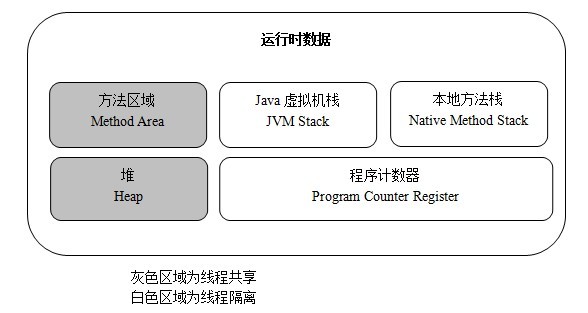 运行时数据
方法区域
Method Area
Java 虚拟机栈
JVM Stack
本地方法栈
Native Method Stack
堆
Heap
程序计数器
Program Counter Register
灰色区域为线程共享
白色区域为线程隔离